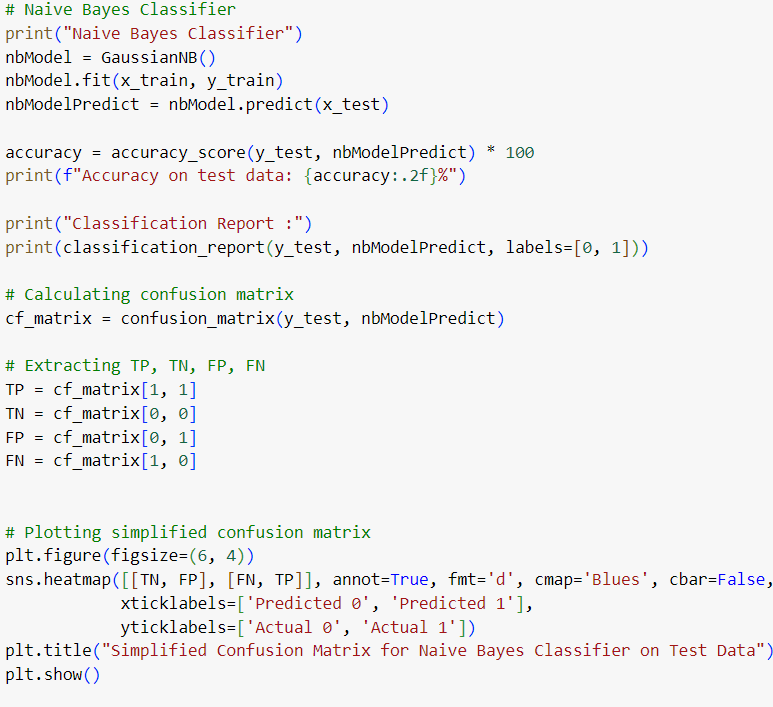 # Naive Bayes Classifier
print("Naive Bayes Classifier")
nbModel = GaussianNB()
nbModel.fit(x_train, y_train)
nbModelPredict = nbModel.predict(x_test)

accuracy = accuracy_score(y_test, nbModelPredict) * 100
print(f"Accuracy on test data: {accuracy:.2f}%")

print("Classification Report :")
print(classification_report(y_test, nbModelPredict, labels=[0, 1]))

# Calculating confusion matrix
cf_matrix = confusion_matrix(y_test, nbModelPredict)

# Extracting TP, TN, FP, FN
TP = cf_matrix[1, 1]
TN = cf_matrix[0, 0]
FP = cf_matrix[0, 1]
FN = cf_matrix[1, 0]


# Plotting simplified confusion matrix
plt.figure(figsize=(6, 4))
sns.heatmap([[TN, FP], [FN, TP]], annot=True, fmt='d', cmap='Blues', cbar=False,
            xticklabels=['Predicted 0', 'Predicted 1'],
            yticklabels=['Actual 0', 'Actual 1'])
plt.title("Simplified Confusion Matrix for Naive Bayes Classifier on Test Data")
plt.show()